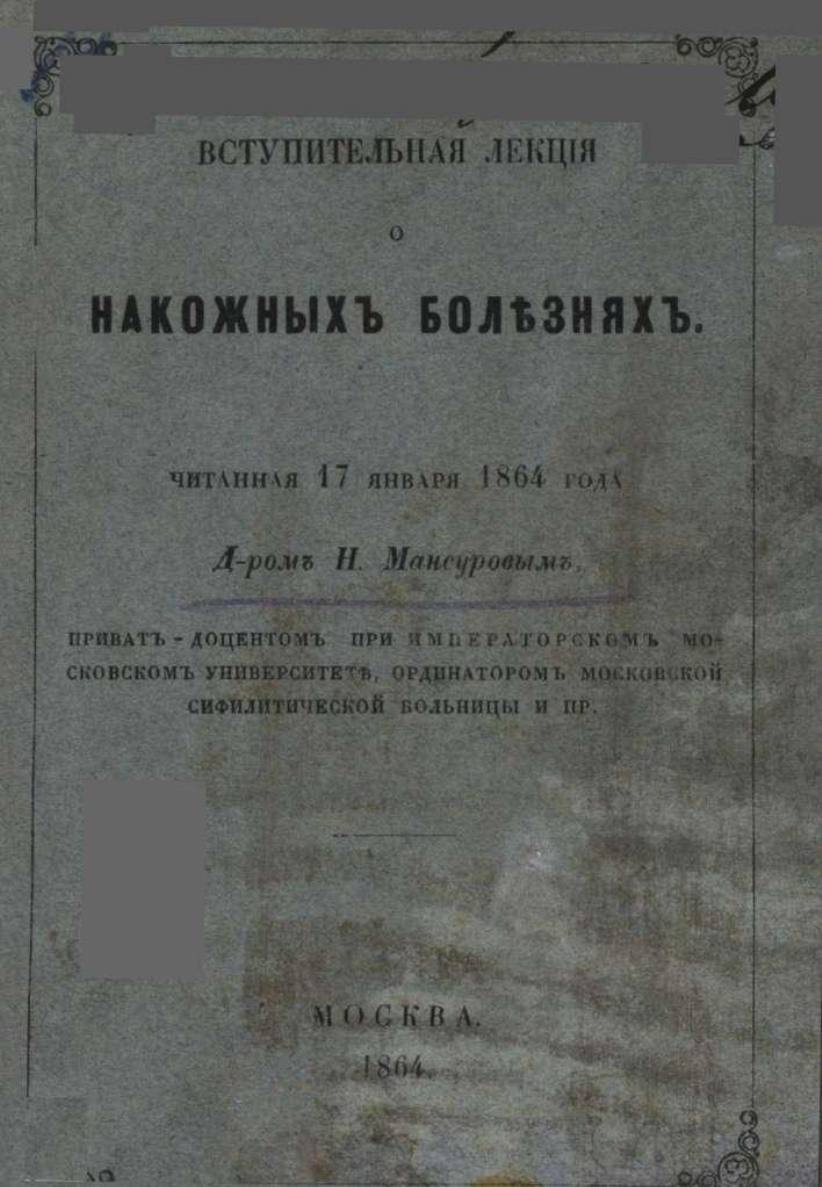 ВСТУПИТЕЛЬНАЯ ЛЕКЦІЯ
О
НАКОЖНЫХЪ БОЛѢЗНЯХЪ.
ЧИТАННАЯ 17 ЯНВАРЯ 1864 ГОДА
Д-ромъ Н. Мансуровымъ,
ПРИВАТЪ-ДОЦЕНТОМЪ ПРИ ИМПЕРАТОРСКОМЪ МО-
СКОВСКОМЪ УНИВЕРСИТЕТѢ, ОРДИНАТОРОМЪ МОСКОВСКОЙ
СИФИЛИТИЧЕСКОЙ БОЛЬНИЦЫ И ПР.
МОСКВА.
1864.